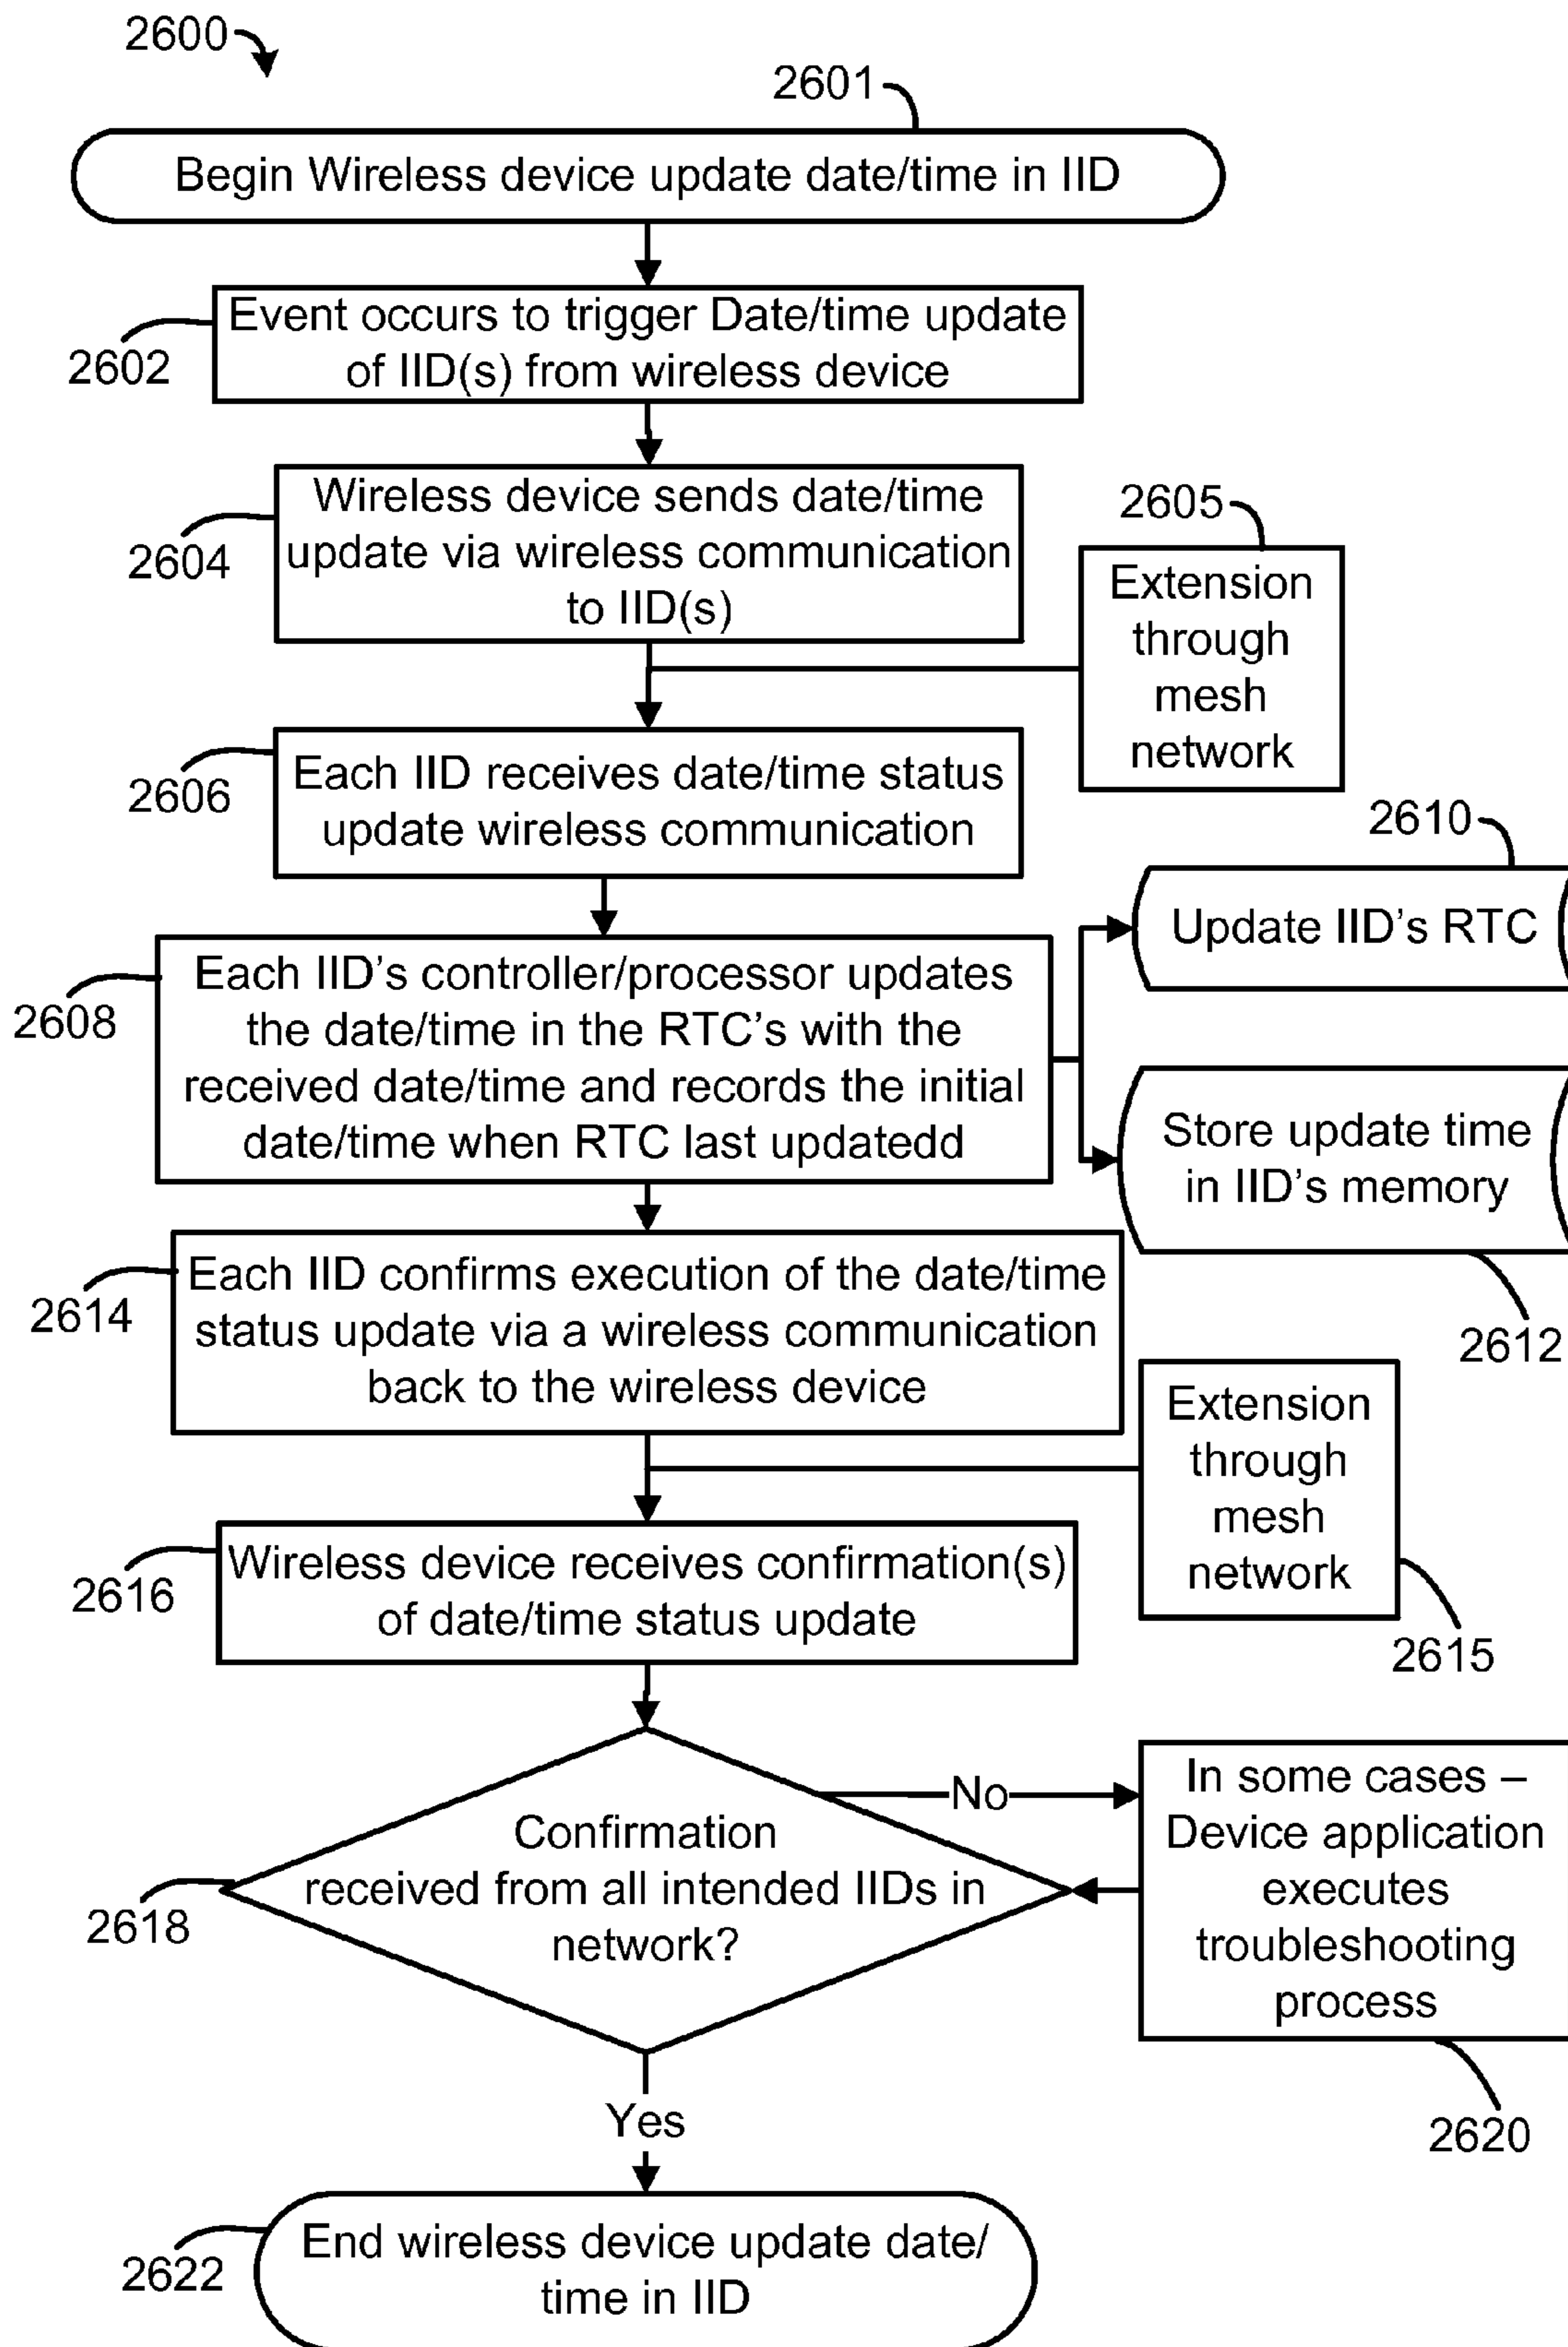 2600
2601
Begin Wireless device update date/time in IID
Event occurs to trigger Date/time update
of IID(s) from wireless device
2602
Wireless device sends date/time
update via wireless communication
to IID(s)
2604
2605
Extension
through
mesh
network
Each IID receives date/time status
update wireless communication
2606
2610
Update IID's RTC
Each IID's controller/processor updates
the date/time in the RTC's with the
received date/time and records the initial
date/time when RTC last updatedd
2608
Store update time
in IID's memory
2612
Each IID confirms execution of the date/time
status update via a wireless communication
back to the wireless device
2614
Extension
through
mesh
network
2615
Wireless device receives confirmation(s)
of date/time status update
2616
Confirmation
received from all intended IIDs in
network?
2618
No
In some cases –
Device application
executes
troubleshooting
process
2620
Yes
End wireless device update date/
time in IID
2622